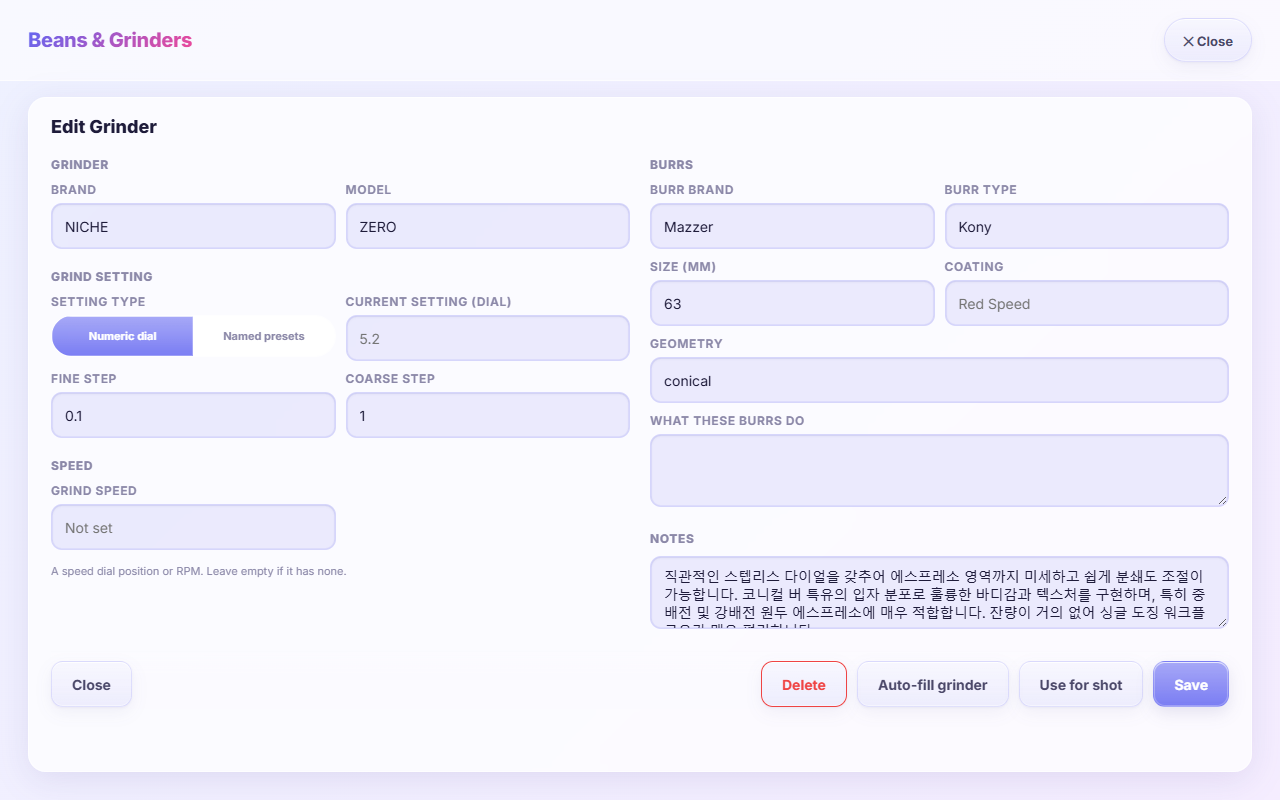 Beans & Grinders
Close
Edit Grinder
GRINDER
BRAND
MODEL
NICHE
ZERO
GRIND SETTING
SETTING TYPE
CURRENT SETTING (DIAL)
Numeric dial
Named presets
5.2
FINE STEP
COARSE STEP
0.1
1
SPEED
GRIND SPEED
Not set
A speed dial position or RPM. Leave empty if it has none.
BURRS
BURR BRAND
BURR TYPE
Mazzer
Kony
SIZE (MM)
COATING
63
Red Speed
GEOMETRY
conical
WHAT THESE BURRS DO
NOTES
직관적인 스텝리스 다이얼을 갖추어 에스프레소 영역까지 미세하고 쉽게 분쇄도 조절이
가능합니다. 코니컬 버 특유의 입자 분포로 훌륭한 바디감과 텍스처를 구현하며, 특히 중
배전 및 강배전 원두 에스프레소에 매우 적합합니다. 잔량이 거의 없어 싱글 도징 워크플
Close
Delete
Auto-fill grinder
Use for shot
Save